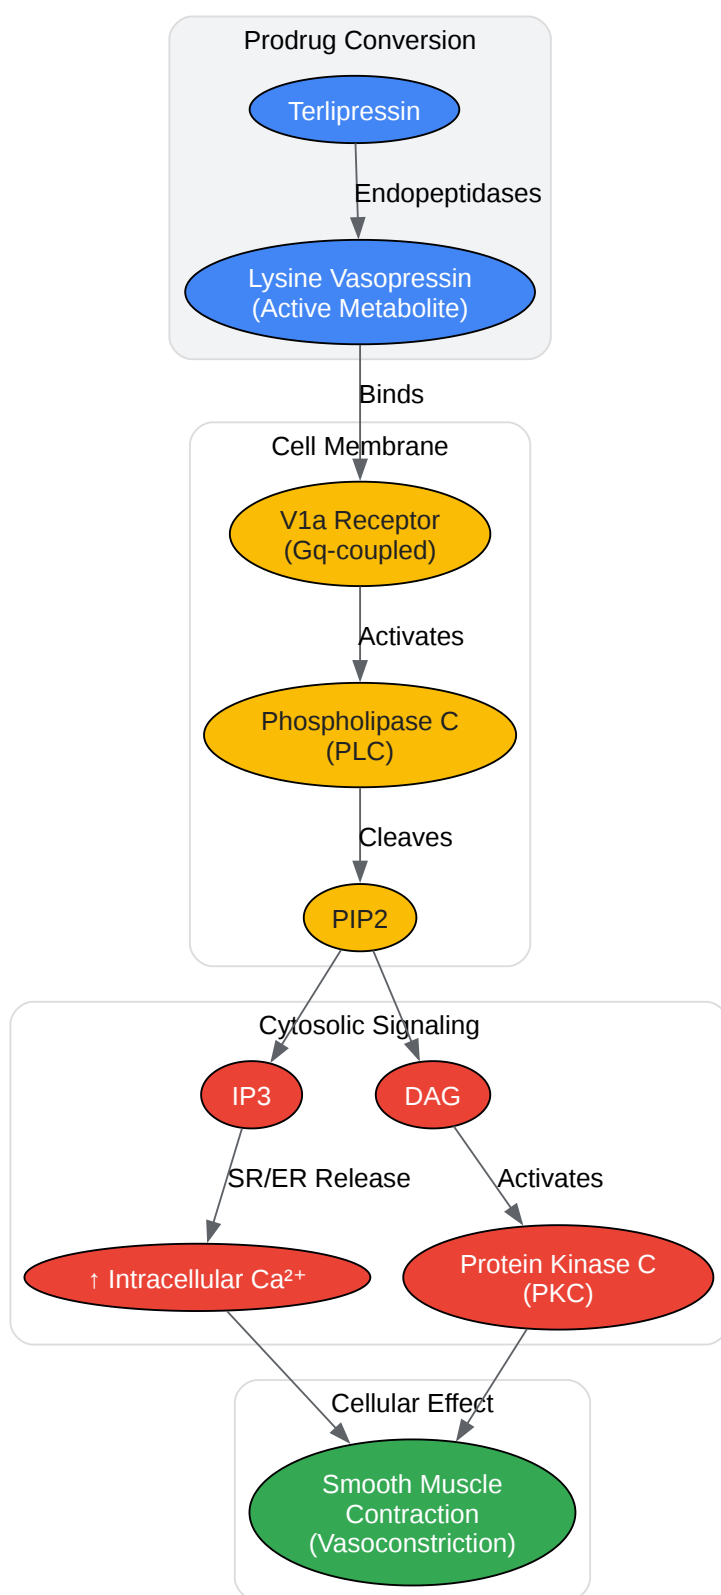 Prodrug Conversion
Terlipressin
Endopeptidases
Lysine Vasopressin
(Active Metabolite)
Binds
Cell Membrane
V1a Receptor
(Gq-coupled)
Activates
Phospholipase C
(PLC)
Cleaves
PIP2
Cytosolic Signaling
IP3
DAG
SR/ER Release
Activates
↑ Intracellular Ca²⁺
Protein Kinase C
(PKC)
Cellular Effect
Smooth Muscle
Contraction
(Vasoconstriction)